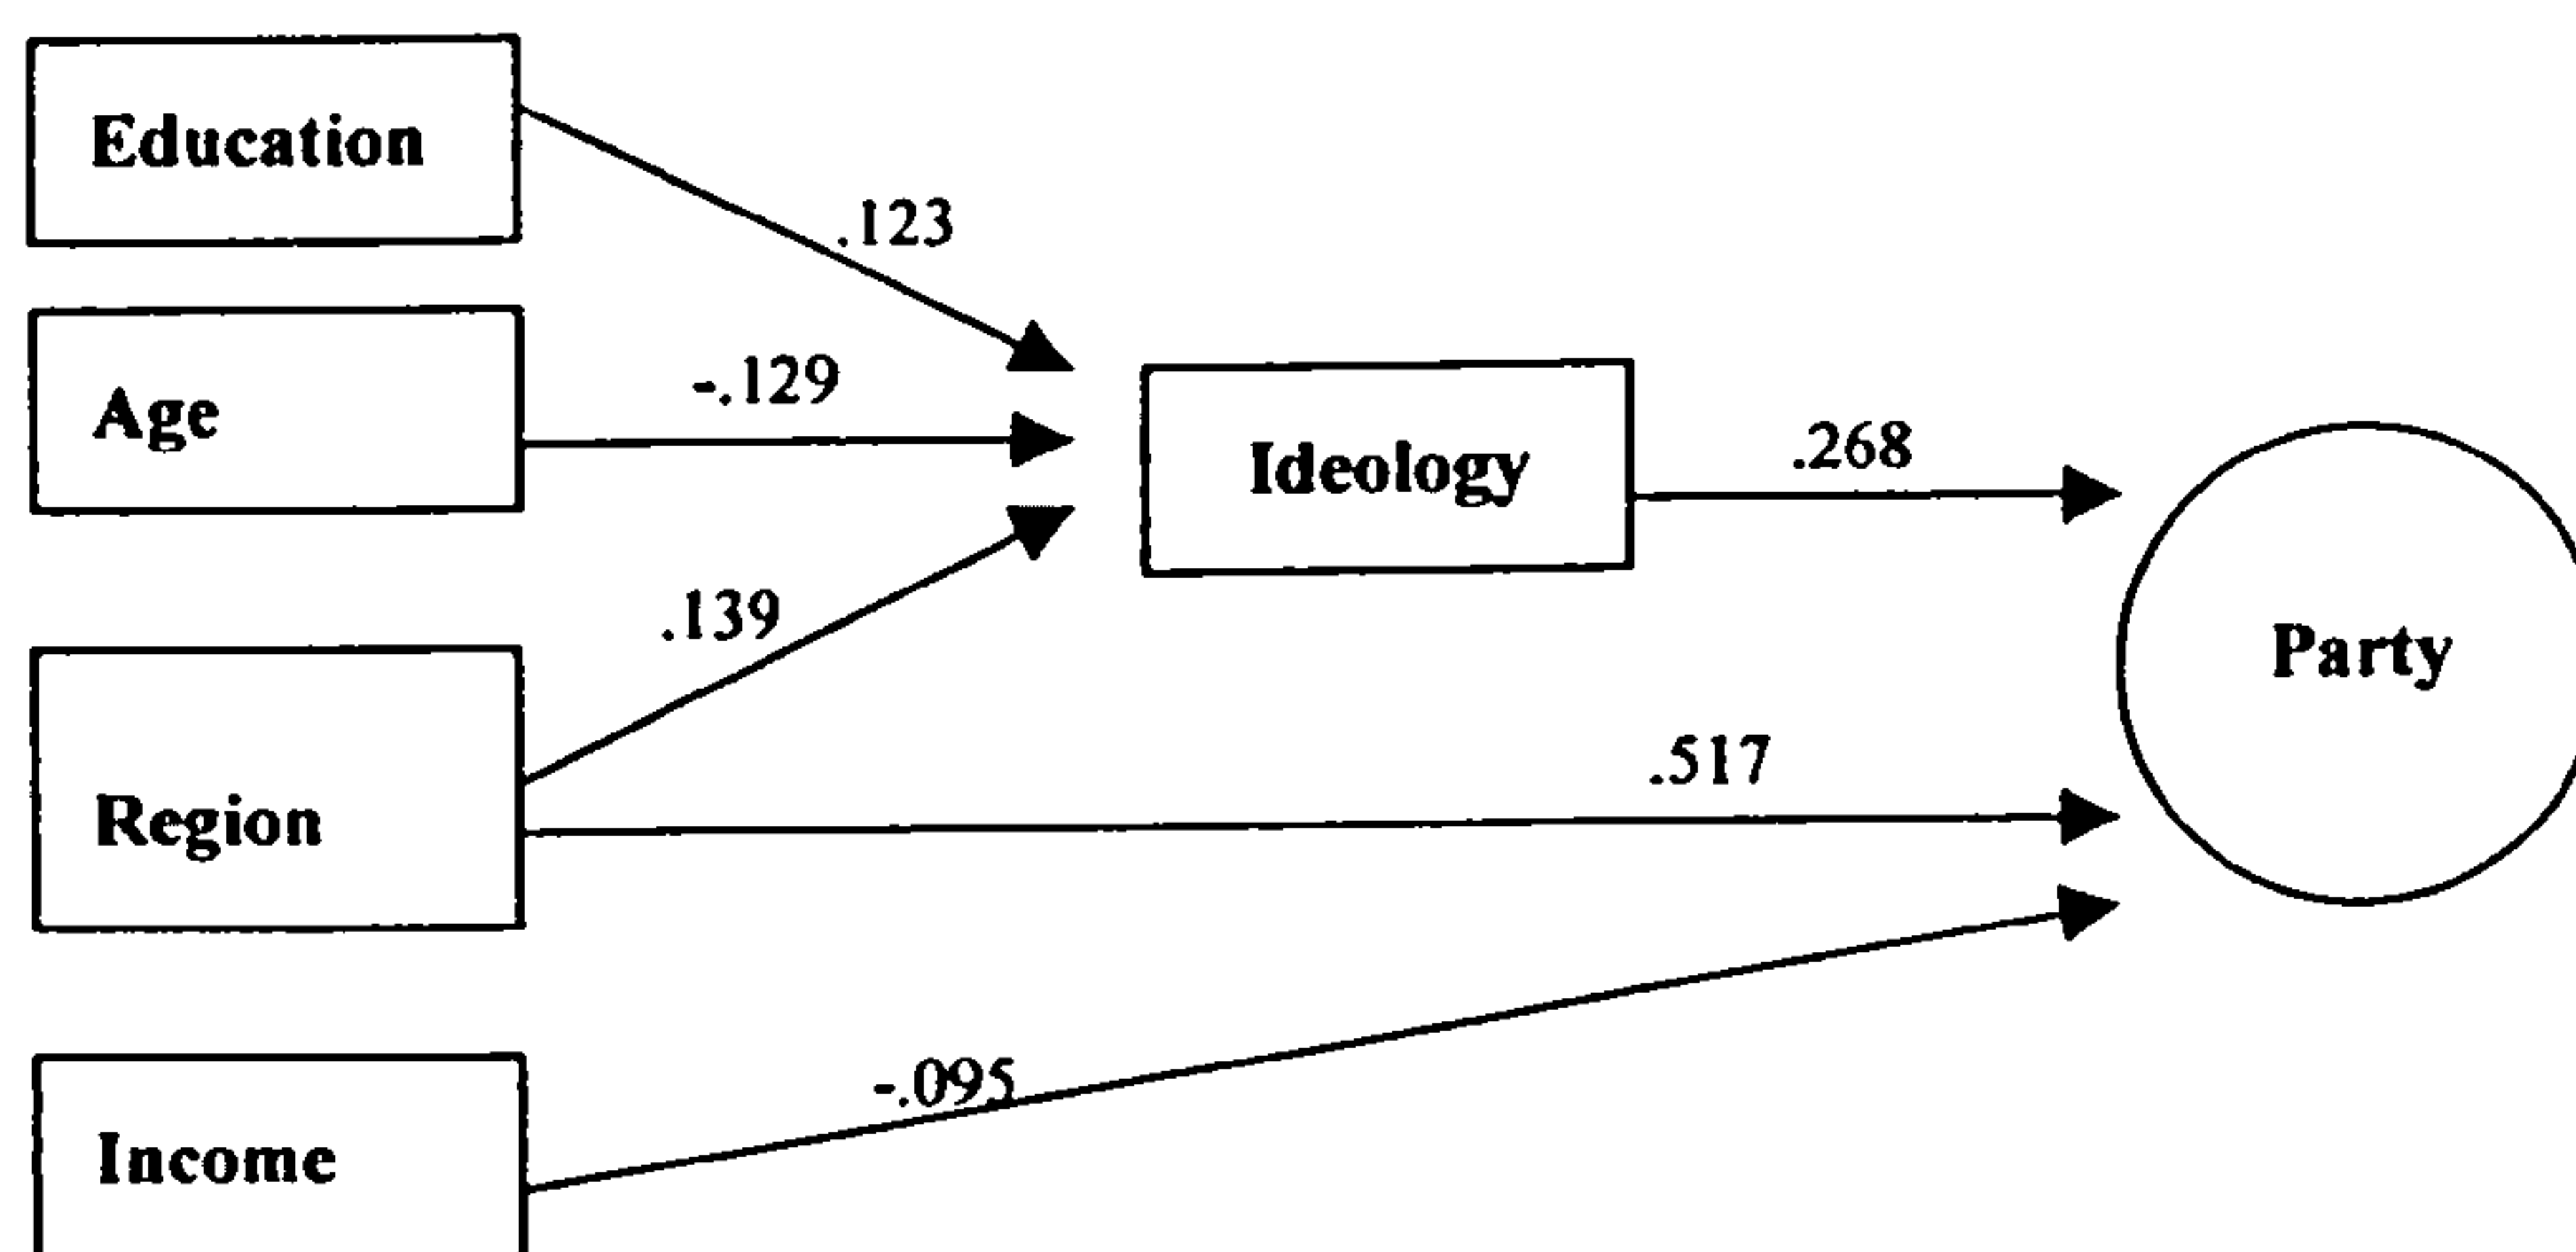 Education
.123
Age
-.129
Ideology
.268
.139
Party
.517
Region
-.095
Income